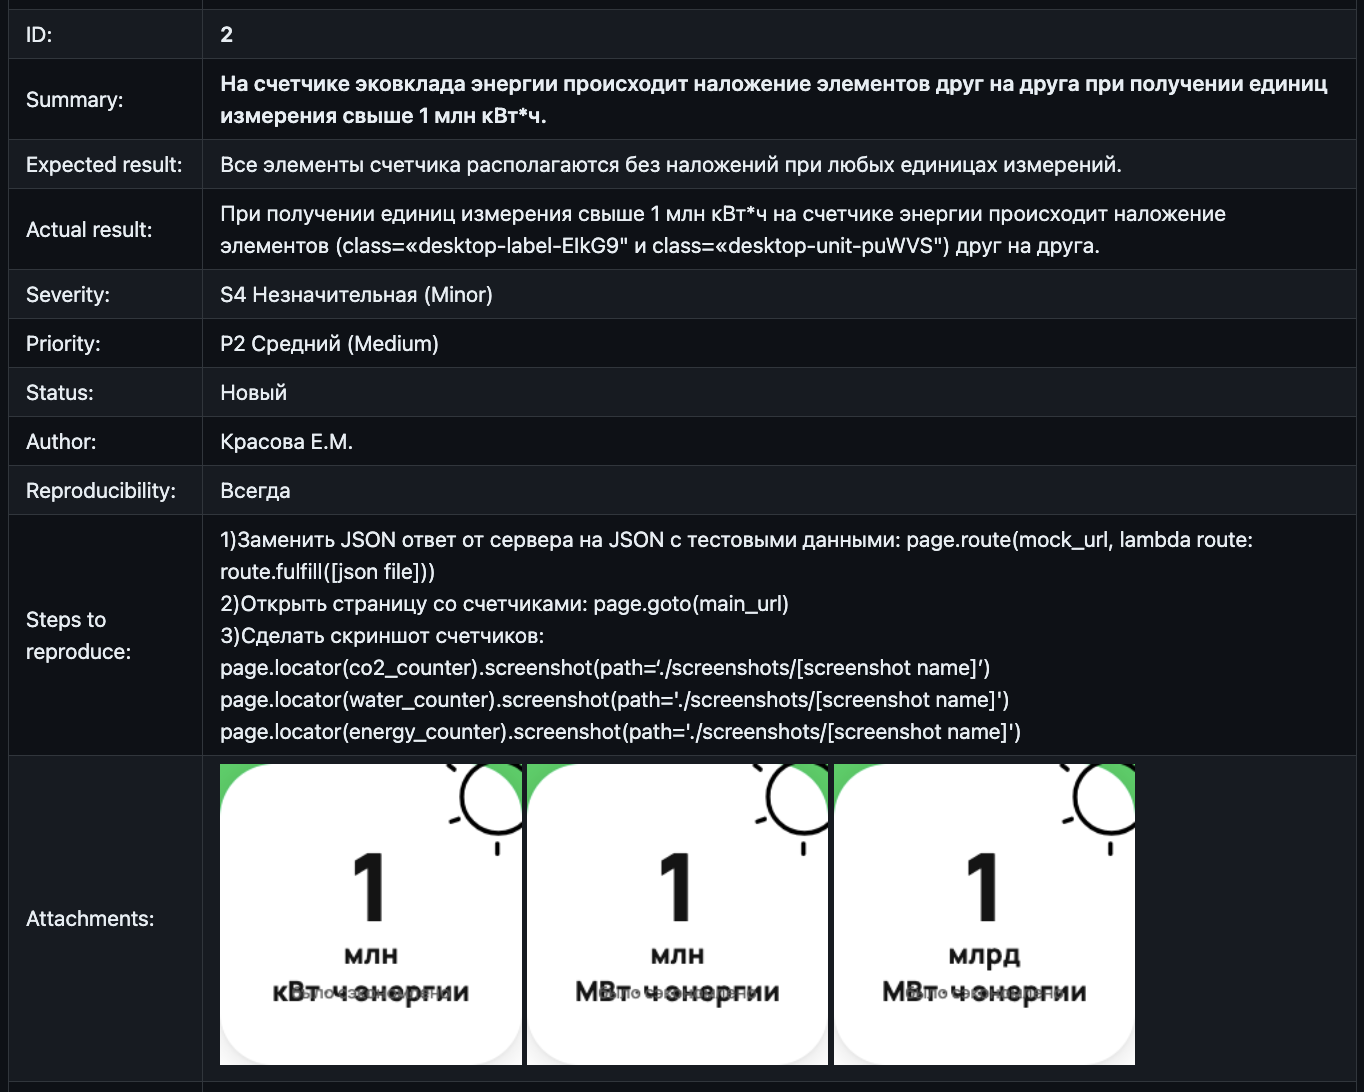 ID:
2
Summary:
На счетчике эковклада энергии происходит наложение элементов друг на друга при получении единиц
измерения свыше 1 млн кВт*ч.
Expected result:
Все элементы счетчика располагаются без наложений при любых единицах измерений.
Actual result:
При получении единиц измерения свыше 1 млн кВт*ч на счетчике энергии происходит наложение
элементов (class=«desktop-label-EIkG9" и class=«desktop-unit-puWVS") друг на друга.
Severity:
S4 Незначительная (Minor)
Priority:
P2 Средний (Medium)
Status:
Новый
Author:
Красова Е.М.
Reproducibility:
Всегда
Steps to
reproduce:
1)Заменить JSON ответ от сервера на JSON с тестовыми данными: page.route(mock_url, lambda route:
route.fulfill([json file]))
2)Открыть страницу со счетчиками: page.goto(main_url)
3)Сделать скриншот счетчиков:
page.locator(co2_counter).screenshot(path=‘./screenshots/[screenshot name]’)
page.locator(water_counter).screenshot(path='./screenshots/[screenshot name]')
page.locator(energy_counter).screenshot(path='./screenshots/[screenshot name]')
Attachments:
1
млн
кВт⋅ч энергии
было сэкономлено
1
млн
МВт⋅ч энергии
было сэкономлено
1
млрд
МВт⋅ч энергии
было сэкономлено